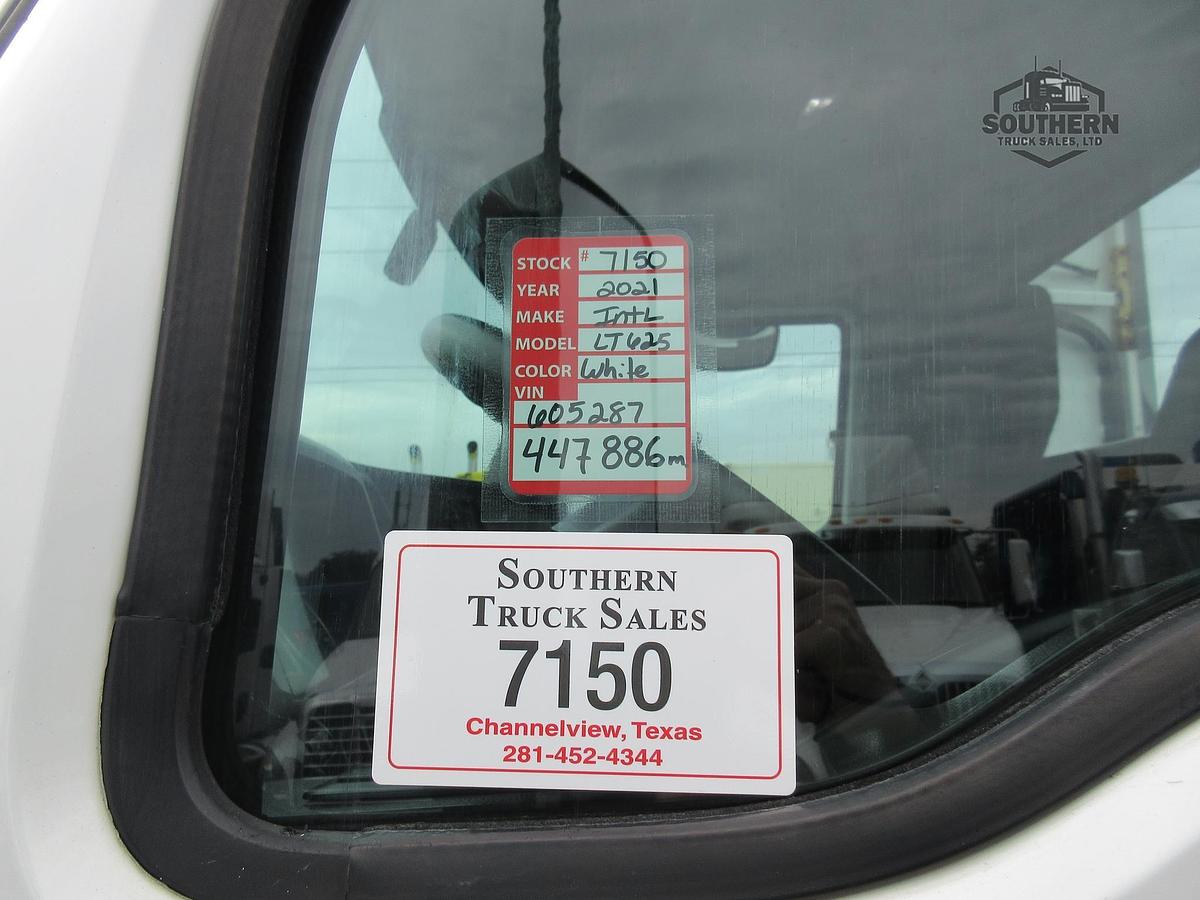 SOUTHERN
TRUCK SALES, LTD
STOCK # 7150
YEAR 2021
MAKE IntL
MODEL LT625
COLOR White
VIN
605287
447886m
SOUTHERN
TRUCK SALES
7150
Channelview, Texas
281-452-4344